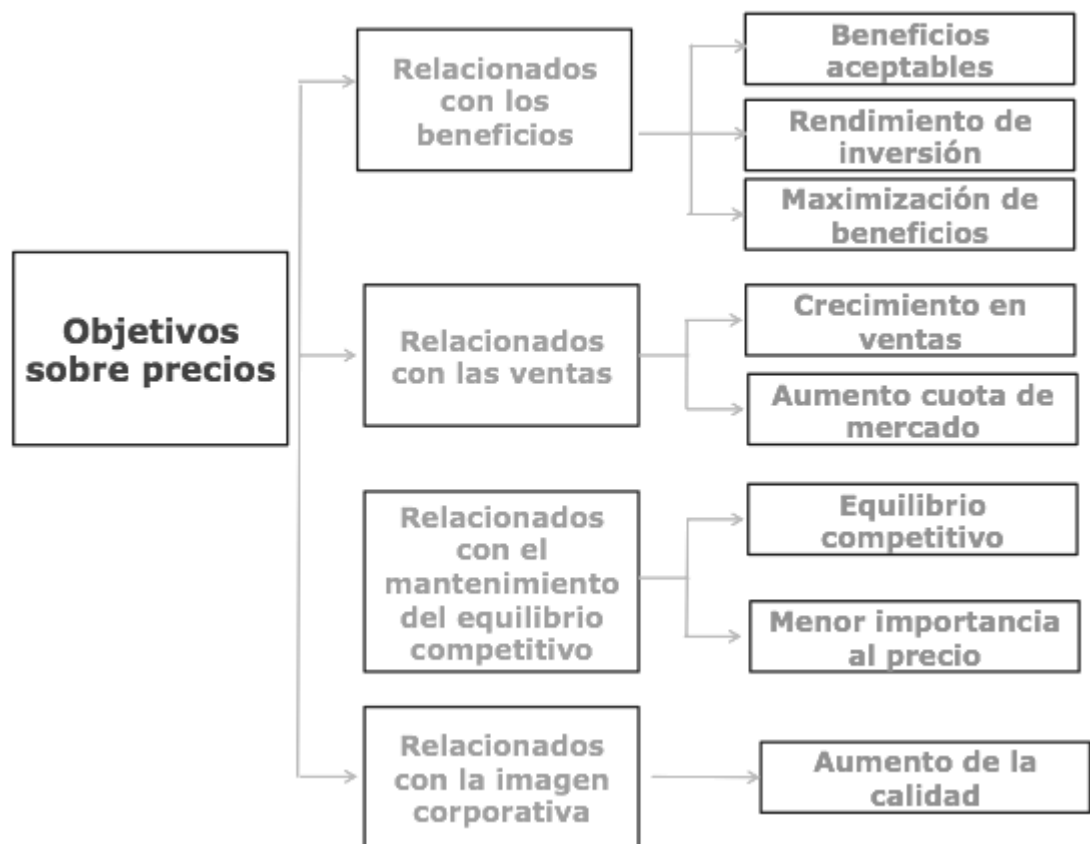 Objetivos
sobre precios
Relacionados
con los
beneficios
Beneficios
aceptables
Rendimiento de
inversión
Maximización de
beneficios
Relacionados
con las ventas
Crecimiento en
ventas
Aumento cuota de
mercado
Relacionados
con el
mantenimiento
del equilibrio
competitivo
Equilibrio
competitivo
Menor importancia
al precio
Relacionados
con la imagen
corporativa
Aumento de la
calidad